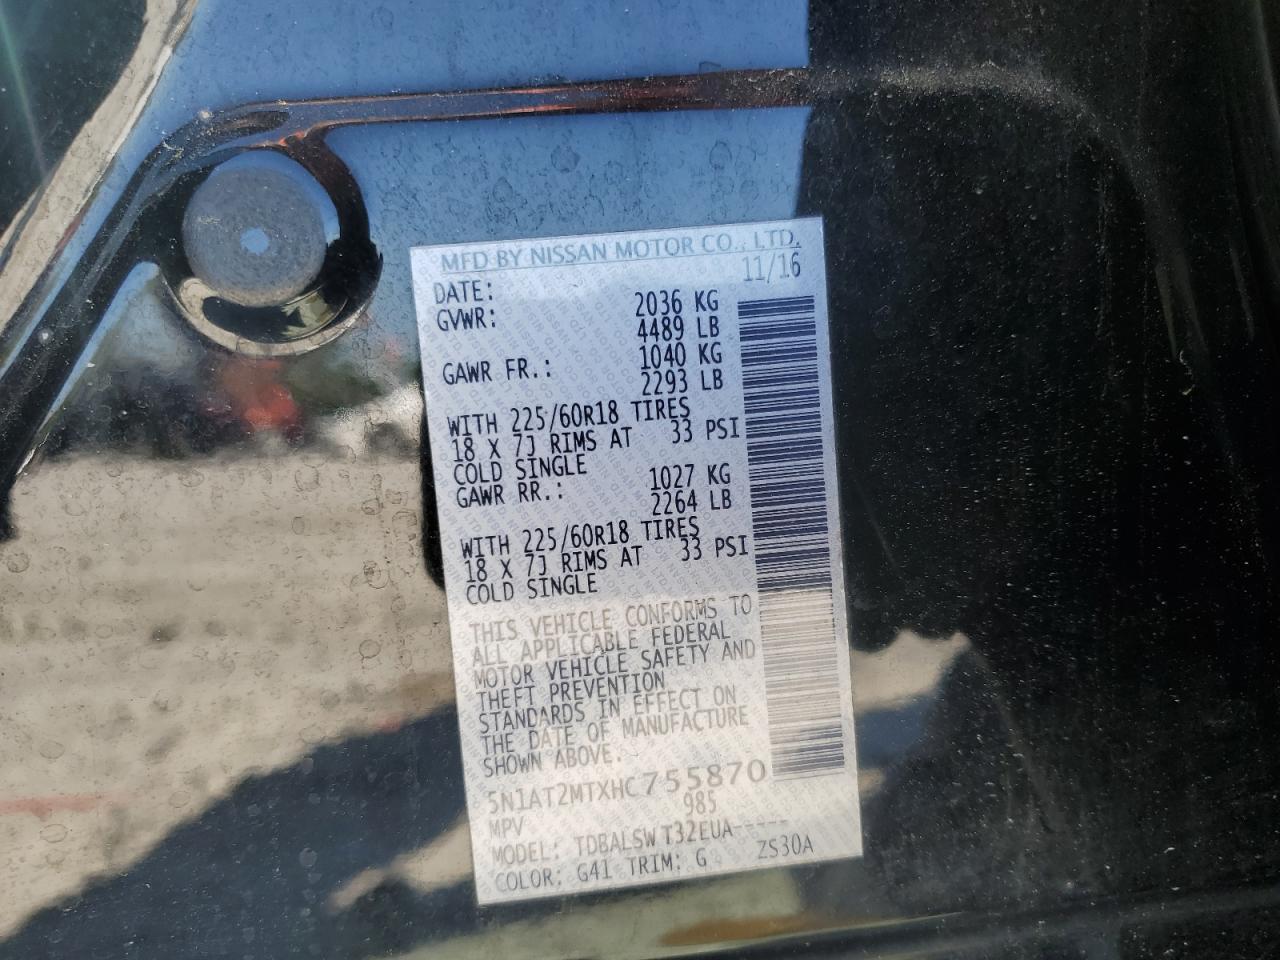 MFD BY NISSAN MOTOR CO., LTD.
DATE: 11/16
GVWR: 2036 KG
4489 LB
GAWR FR.: 1040 KG
2293 LB
WITH 225/60R18 TIRES
18 X 7J RIMS AT 33 PSI
COLD SINGLE
GAWR RR.: 1027 KG
2264 LB
WITH 225/60R18 TIRES
18 X 7J RIMS AT 33 PSI
COLD SINGLE
THIS VEHICLE CONFORMS TO
ALL APPLICABLE FEDERAL
MOTOR VEHICLE SAFETY AND
THEFT PREVENTION
STANDARDS IN EFFECT ON
THE DATE OF MANUFACTURE
SHOWN ABOVE.
5N1AT2MTXHC755870
MPV 985
MODEL: TDBALSWT32EUA-----
COLOR: G41 TRIM: G ZS30A